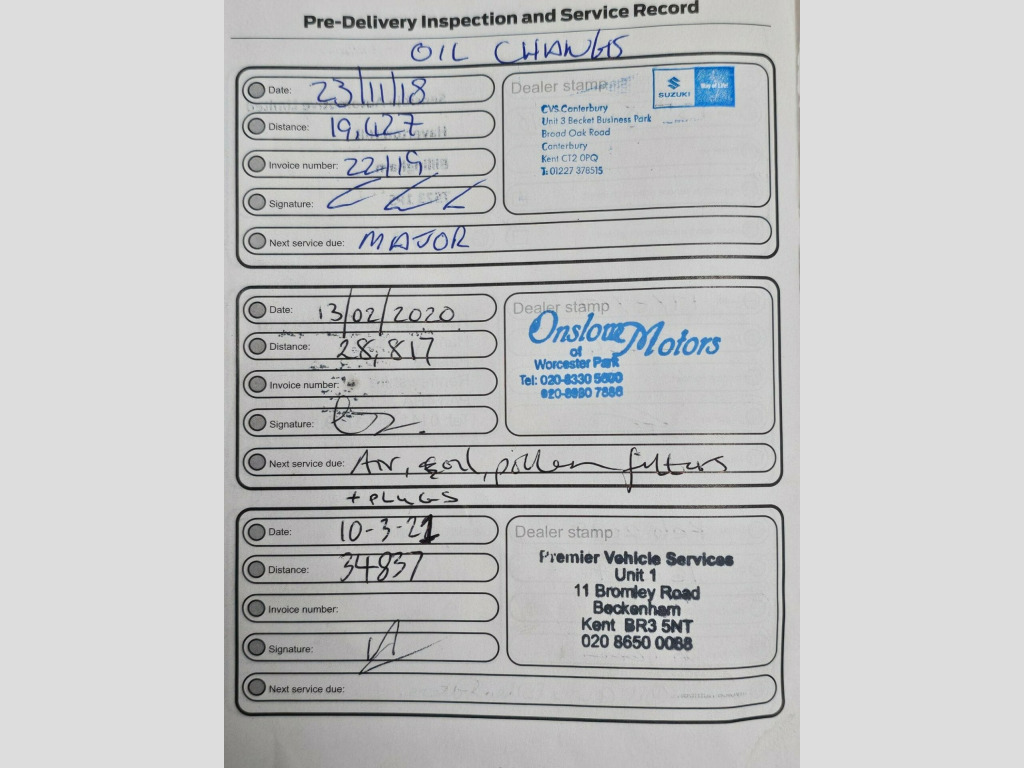 Pre-Delivery Inspection and Service Record
OIL CHANGE
Date: 23/11/18
Distance: 19,427
Invoice number: 22119
Signature:
Next service due: MAJOR
Dealer stamp
SUZUKI Way of Life!
CVS Canterbury
Unit 3 Becket Business Park
Broad Oak Road
Canterbury
Kent CT2 0PQ
T: 01227 378515
Date: 13/02/2020
Distance: 28,817
Invoice number:
Signature:
Next service due: Air, oil, pollen filters
+ PLUGS
Dealer stamp
Onslow Motors
of
Worcester Park
Tel: 020-8330 5600
Date: 10-3-21
Distance: 34837
Invoice number:
Signature:
Next service due:
Dealer stamp
Premier Vehicle Services
Unit 1
11 Bromley Road
Beckenham
Kent BR3 5NT
020 8650 0088